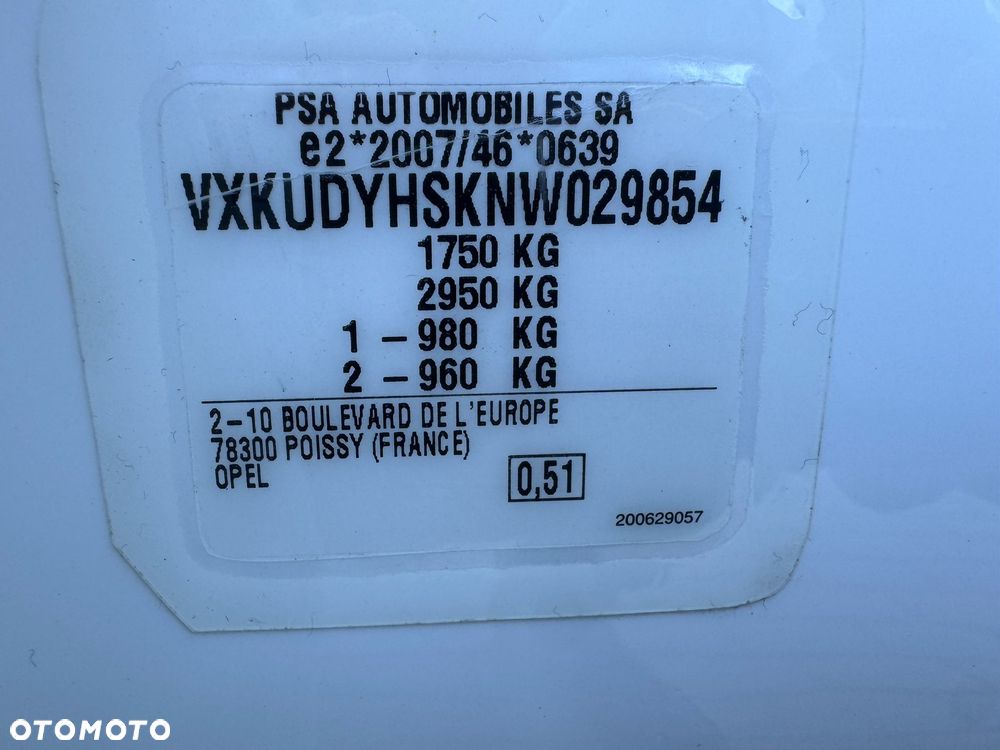 PSA AUTOMOBILES SA
e2*2007/46*0639
VXKUDYHSKNW029854
1750 KG
2950 KG
1 – 980 KG
2 – 960 KG
2–10 BOULEVARD DE L'EUROPE
78300 POISSY (FRANCE)
OPEL
0,51
200629057
OTOMOTO